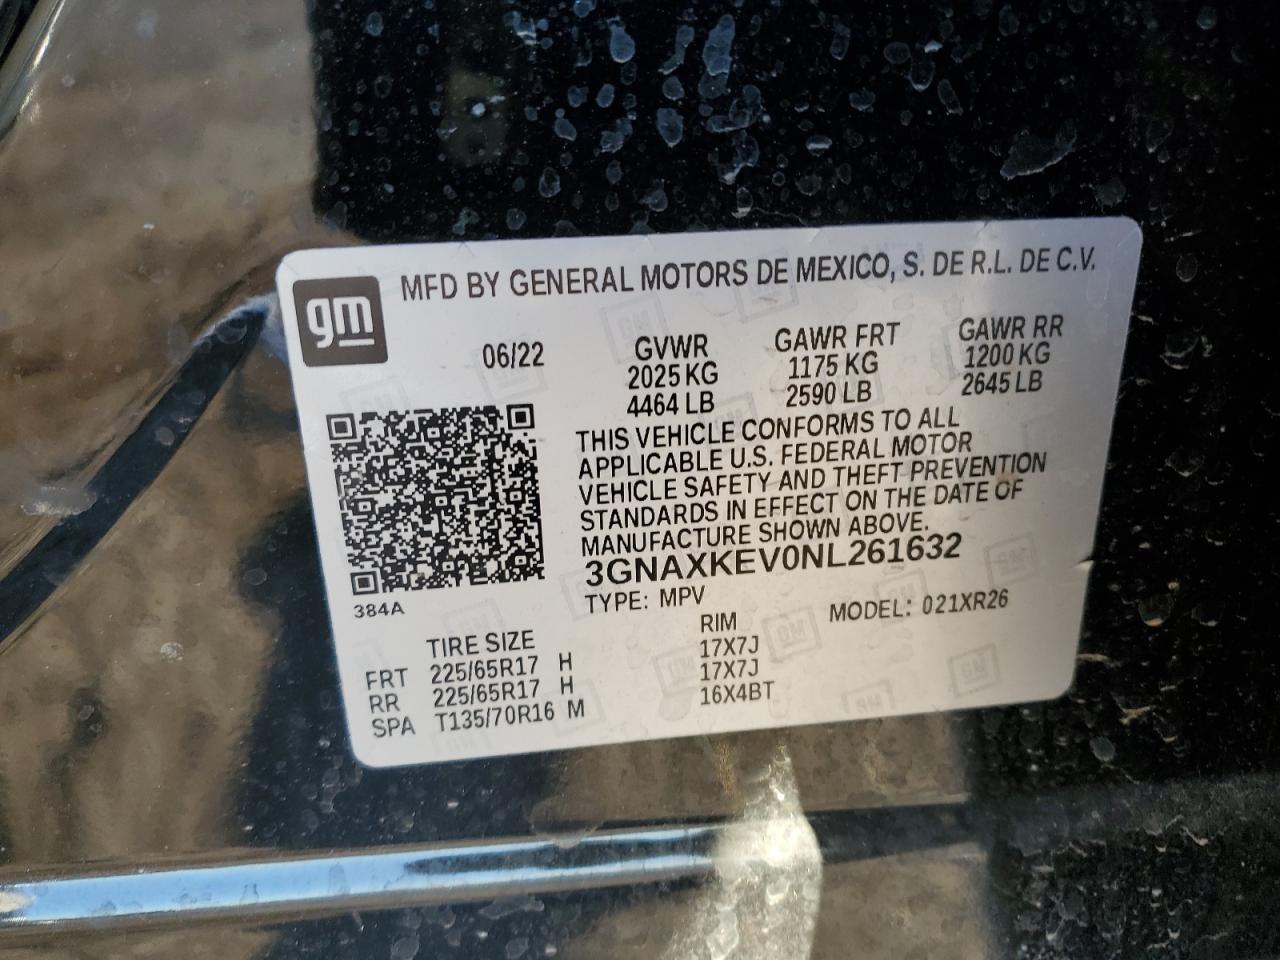 gm
MFD BY GENERAL MOTORS DE MEXICO, S. DE R.L. DE C.V.
06/22 GVWR GAWR FRT GAWR RR
2025 KG 1175 KG 1200 KG
4464 LB 2590 LB 2645 LB
THIS VEHICLE CONFORMS TO ALL
APPLICABLE U.S. FEDERAL MOTOR
VEHICLE SAFETY AND THEFT PREVENTION
STANDARDS IN EFFECT ON THE DATE OF
MANUFACTURE SHOWN ABOVE.
3GNAXKEV0NL261632
384A
TYPE: MPV MODEL: 021XR26
TIRE SIZE RIM
FRT 225/65R17 H 17X7J
RR 225/65R17 H 17X7J
SPA T135/70R16 M 16X4BT